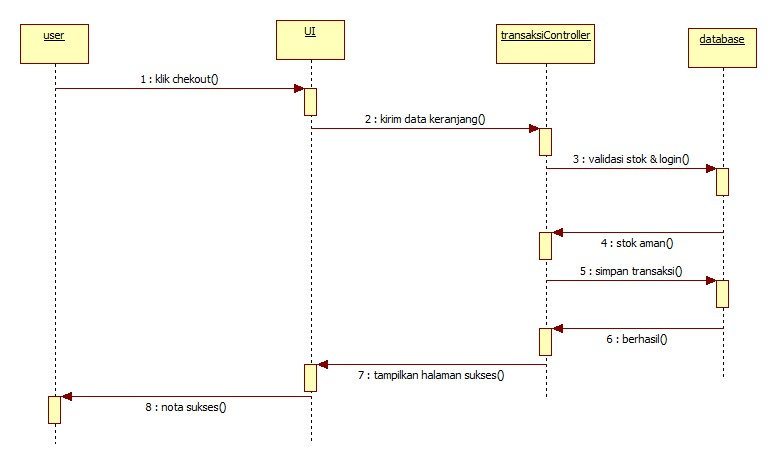 user
UI
transaksiController
database
1 : klik chekout()
2 : kirim data keranjang()
3 : validasi stok & login()
4 : stok aman()
5 : simpan transaksi()
6 : berhasil()
7 : tampilkan halaman sukses()
8 : nota sukses()